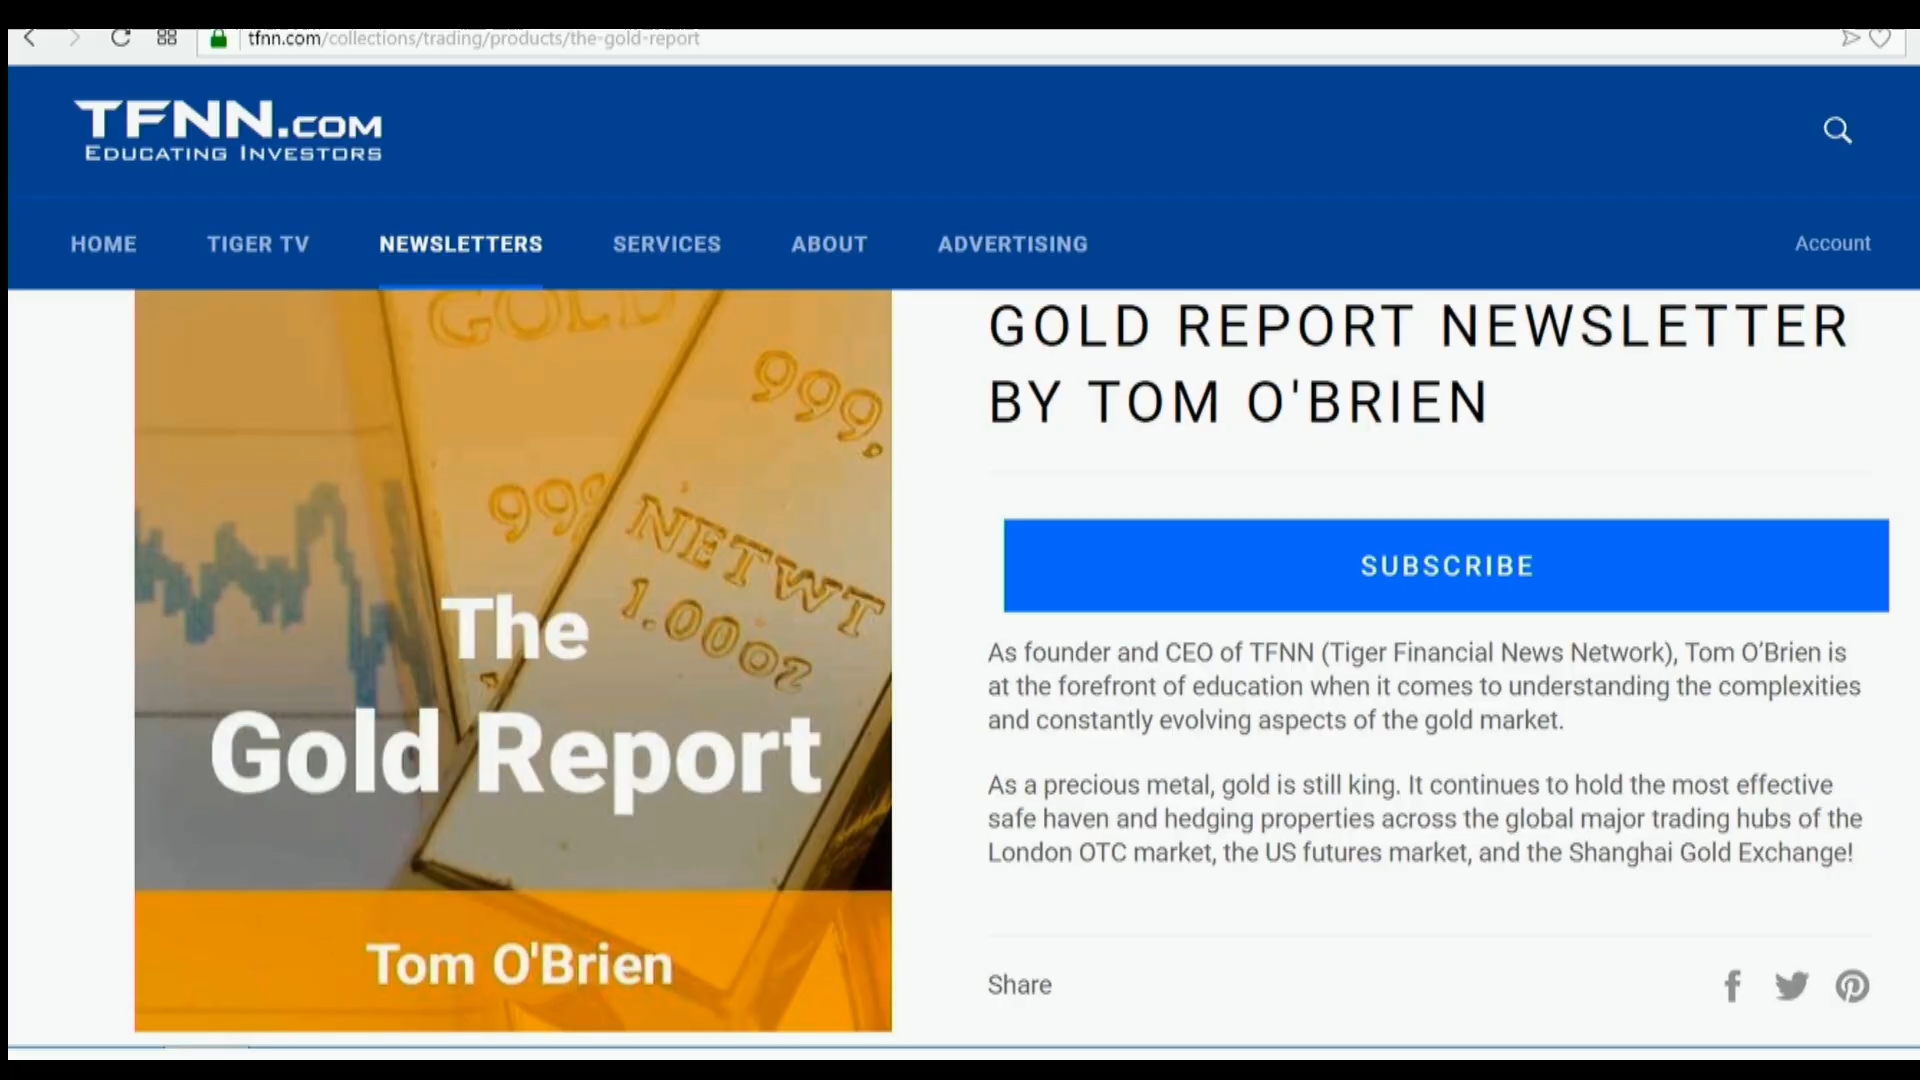 tfnn.com/collections/trading/products/the-gold-report
TFNN.COM
EDUCATING INVESTORS
HOME TIGER TV NEWSLETTERS SERVICES ABOUT ADVERTISING Account
GOLD
999.
999
NETWT
1.00OZ
The
Gold Report
Tom O'Brien
GOLD REPORT NEWSLETTER
BY TOM O'BRIEN
SUBSCRIBE
As founder and CEO of TFNN (Tiger Financial News Network), Tom O’Brien is
at the forefront of education when it comes to understanding the complexities
and constantly evolving aspects of the gold market.
As a precious metal, gold is still king. It continues to hold the most effective
safe haven and hedging properties across the global major trading hubs of the
London OTC market, the US futures market, and the Shanghai Gold Exchange!
Share